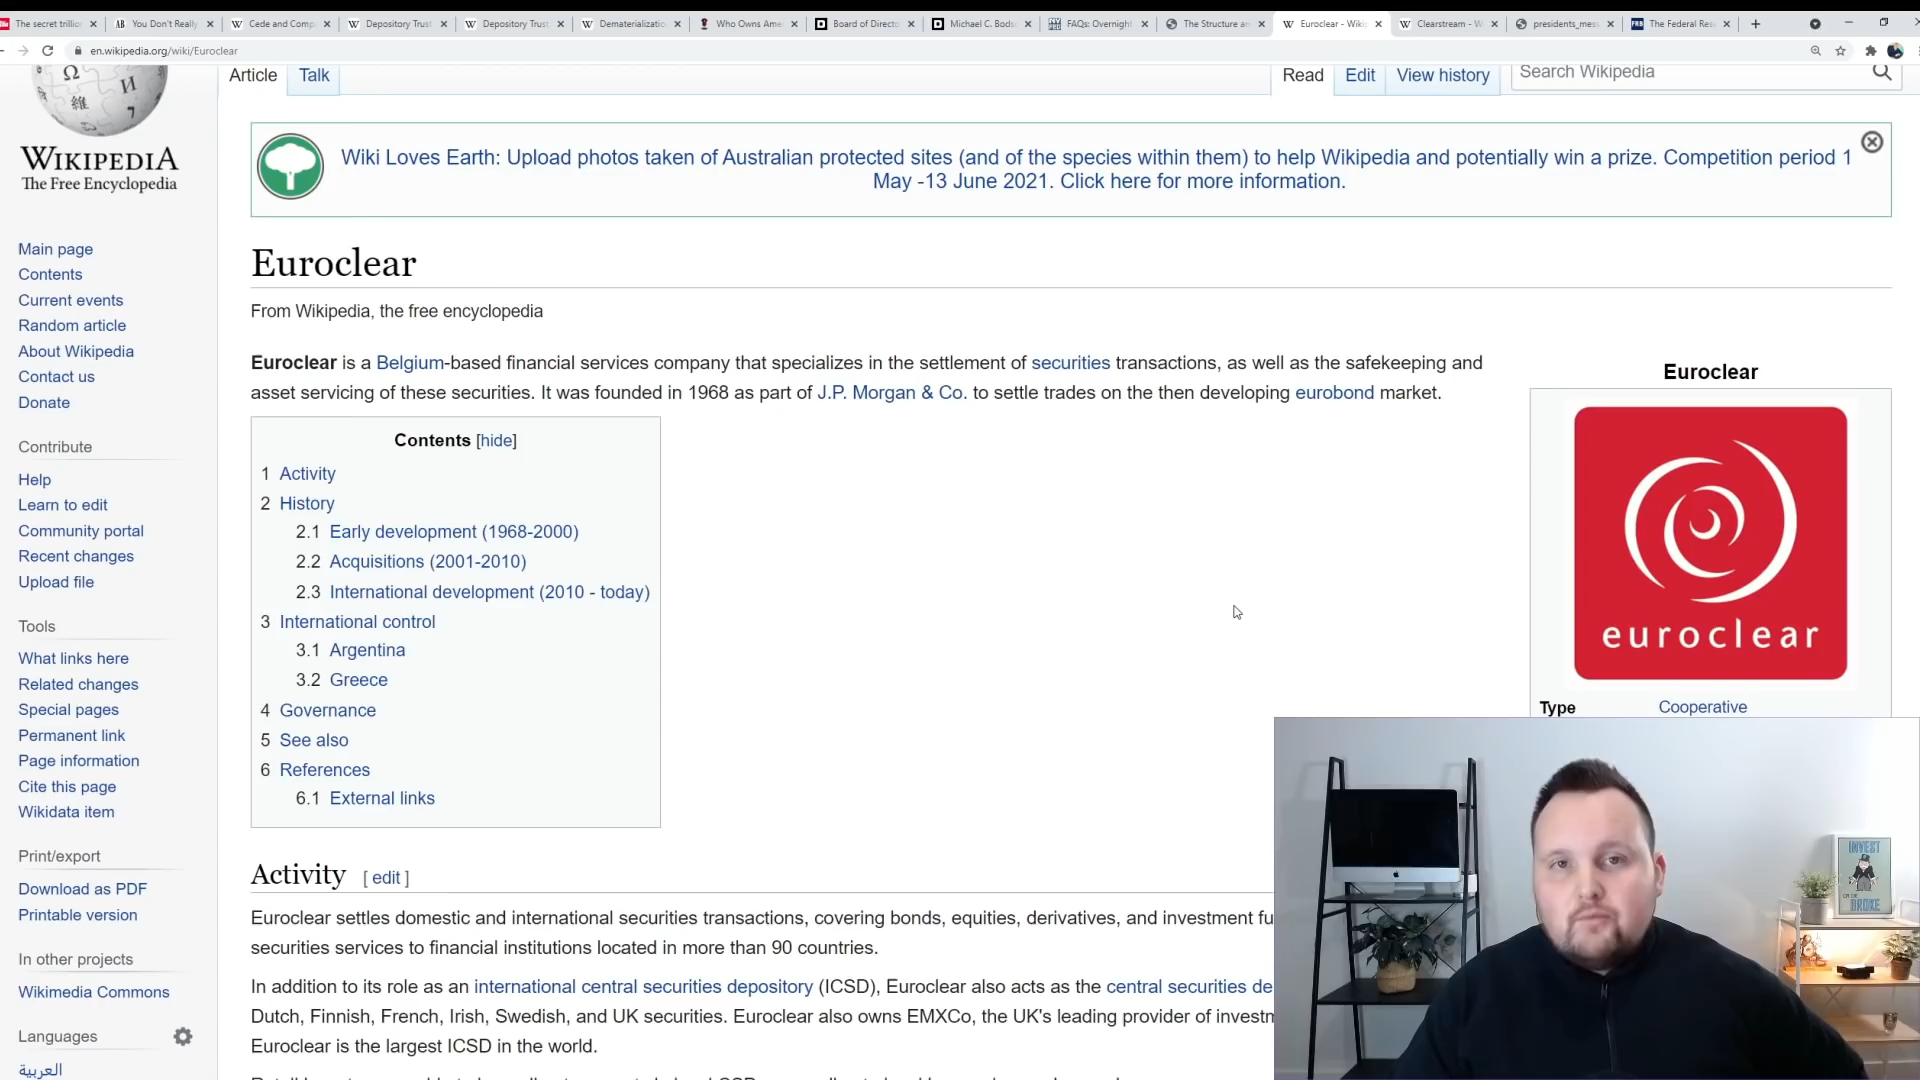 The secret trillio
You Don't Really
Cede and Comp
Depository Trust
Depository Trus
Dematerializatio
Who Owns Ame
Board of Directo
Michael C. Bods
FAQs: Overnight
The Structure an
Euroclear - Wiki
Clearstream - W
presidents_mess
The Federal Res
en.wikipedia.org/wiki/Euroclear
Article
Talk
Read
Edit
View history
Search Wikipedia
WIKIPEDIA
The Free Encyclopedia
Wiki Loves Earth: Upload photos taken of Australian protected sites (and of the species within them) to help Wikipedia and potentially win a prize. Competition period 1
May -13 June 2021. Click here for more information.
Main page
Contents
Current events
Random article
About Wikipedia
Contact us
Donate
Contribute
Help
Learn to edit
Community portal
Recent changes
Upload file
Tools
What links here
Related changes
Special pages
Permanent link
Page information
Cite this page
Wikidata item
Print/export
Download as PDF
Printable version
In other projects
Wikimedia Commons
Languages
العربية
Euroclear
From Wikipedia, the free encyclopedia
Euroclear is a Belgium-based financial services company that specializes in the settlement of securities transactions, as well as the safekeeping and
asset servicing of these securities. It was founded in 1968 as part of J.P. Morgan & Co. to settle trades on the then developing eurobond market.
Contents [hide]
1 Activity
2 History
2.1 Early development (1968-2000)
2.2 Acquisitions (2001-2010)
2.3 International development (2010 - today)
3 International control
3.1 Argentina
3.2 Greece
4 Governance
5 See also
6 References
6.1 External links
Euroclear
euroclear
Type Cooperative
Activity [ edit ]
Euroclear settles domestic and international securities transactions, covering bonds, equities, derivatives, and investment fu
securities services to financial institutions located in more than 90 countries.
In addition to its role as an international central securities depository (ICSD), Euroclear also acts as the central securities de
Dutch, Finnish, French, Irish, Swedish, and UK securities. Euroclear also owns EMXCo, the UK's leading provider of investm
Euroclear is the largest ICSD in the world.
INVEST
BROKE